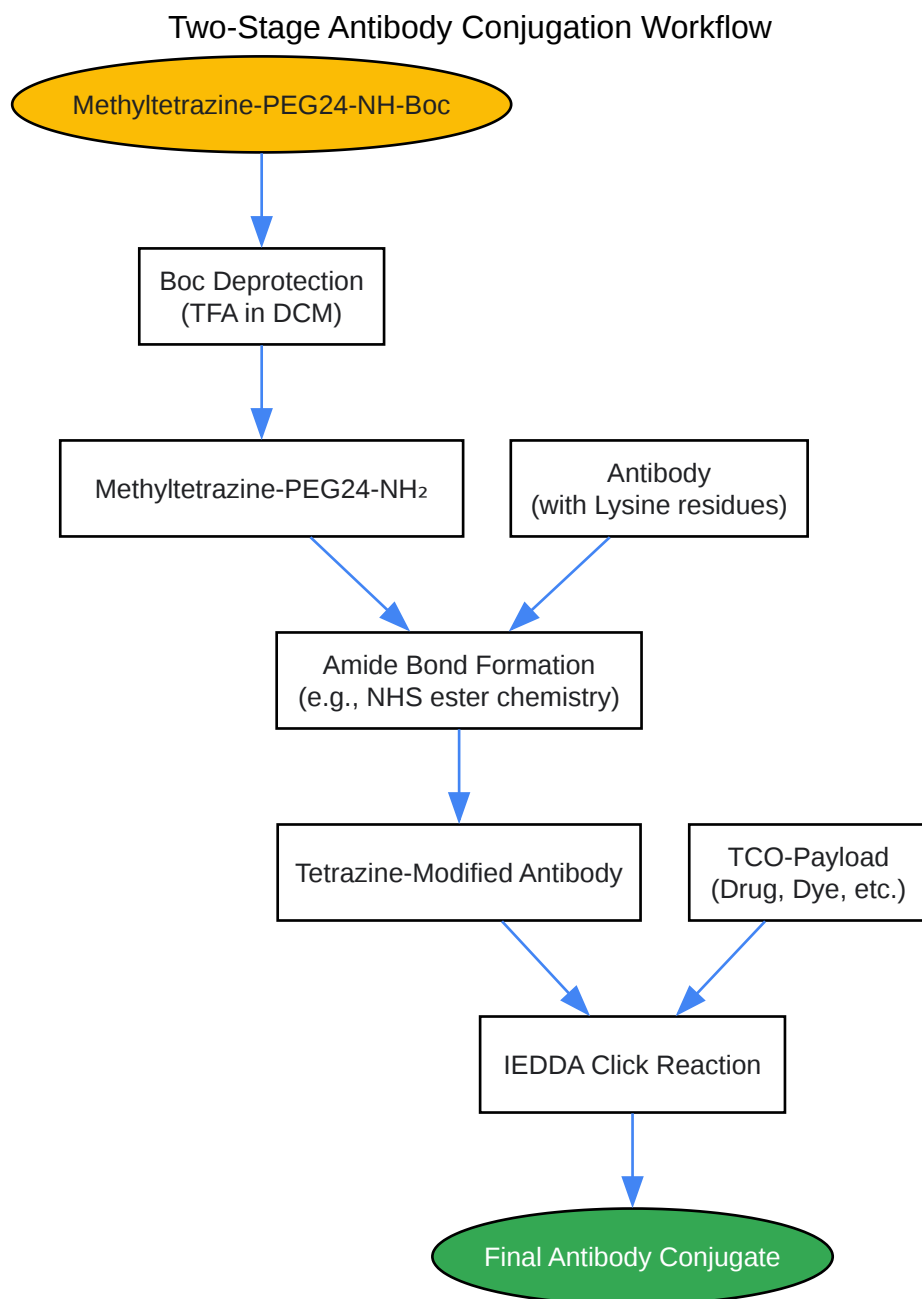 Two-Stage Antibody Conjugation Workflow
Methyltetrazine-PEG24-NH-Boc
Boc Deprotection
(TFA in DCM)
Methyltetrazine-PEG24-NH₂
Antibody
(with Lysine residues)
Amide Bond Formation
(e.g., NHS ester chemistry)
Tetrazine-Modified Antibody
TCO-Payload
(Drug, Dye, etc.)
IEDDA Click Reaction
Final Antibody Conjugate